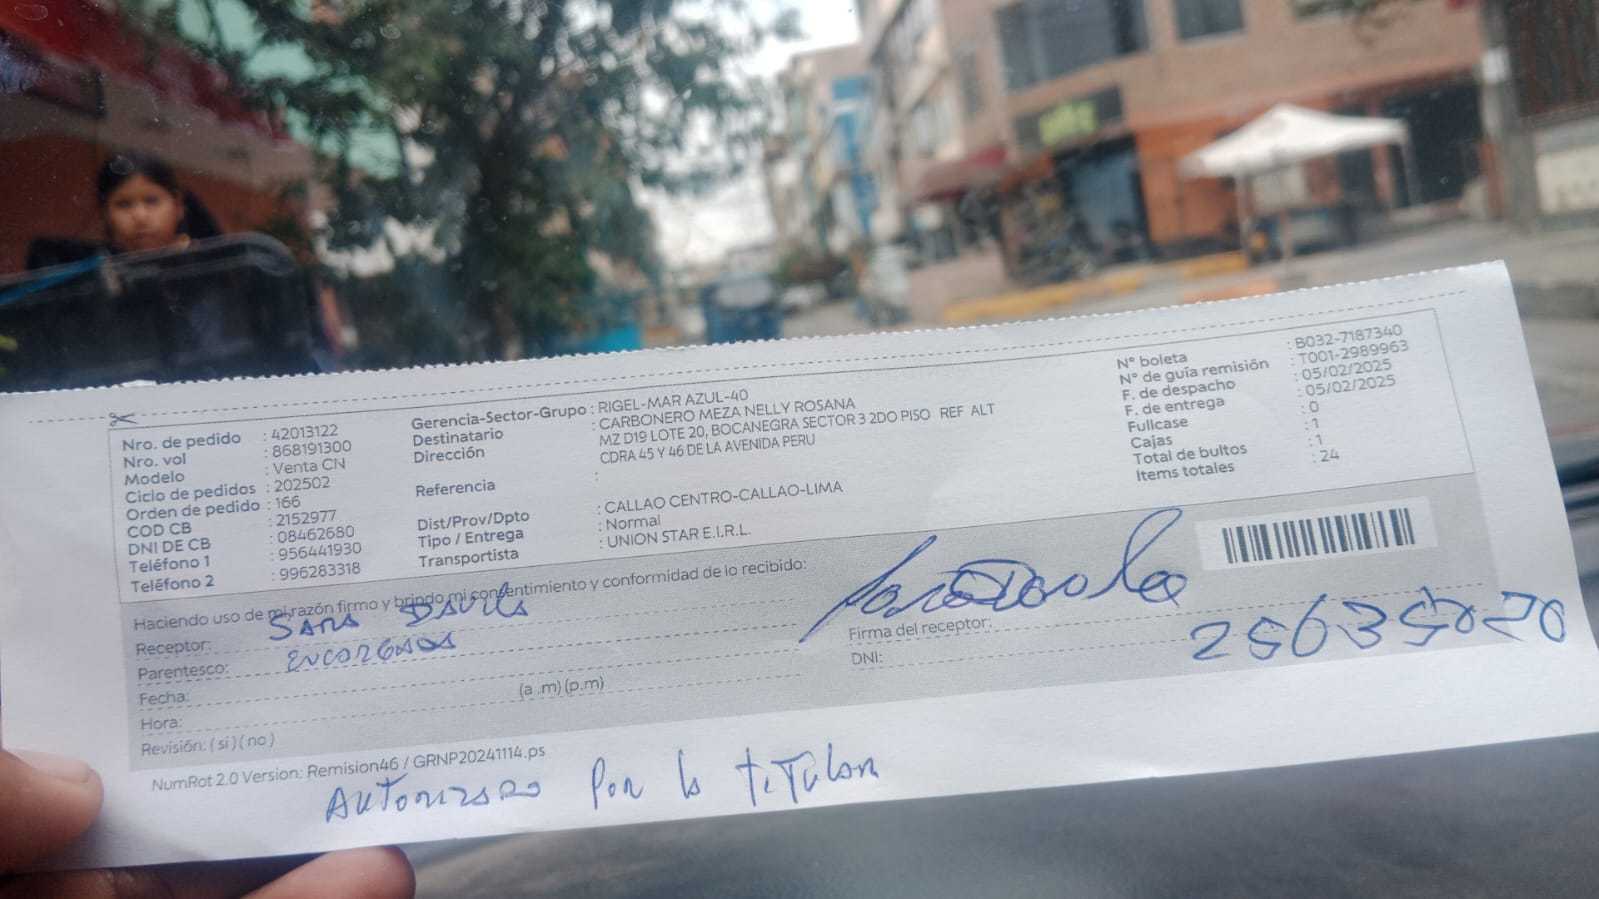 Nro. de pedido : 42013122
Nro. vol : 868191300
Modelo : Venta CN
Ciclo de pedidos : 202502
Orden de pedido : 166
COD CB : 2152977
DNI DE CB : 08462680
Teléfono 1 : 956441930
Teléfono 2 : 996283318
Gerencia-Sector-Grupo : RIGEL-MAR AZUL-40
Destinatario : CARBONERO MEZA NELLY ROSANA
Dirección MZ D19 LOTE 20, BOCANEGRA SECTOR 3 2DO PISO REF ALT
CDRA 45 Y 46 DE LA AVENIDA PERU
Referencia :
Dist/Prov/Dpto : CALLAO CENTRO-CALLAO-LIMA
Tipo / Entrega : Normal
Transportista : UNION STAR E.I.R.L.
N° boleta : B032-7187340
N° de guía remisión : T001-2989963
F. de despacho : 05/02/2025
F. de entrega : 05/02/2025
Fullcase : 0
Cajas : 1
Total de bultos : 1
Items totales : 24
Haciendo uso de mi razón firmo y brindo mi consentimiento y conformidad de lo recibido:
Receptor: SARA DAVILA
Parentesco: encargada
Fecha:
Hora: (a .m) (p.m)
Revisión: ( si ) ( no )
Firma del receptor:
DNI:
NumRot 2.0 Version: Remision46 / GRNP20241114.ps
Autorizado por la titular